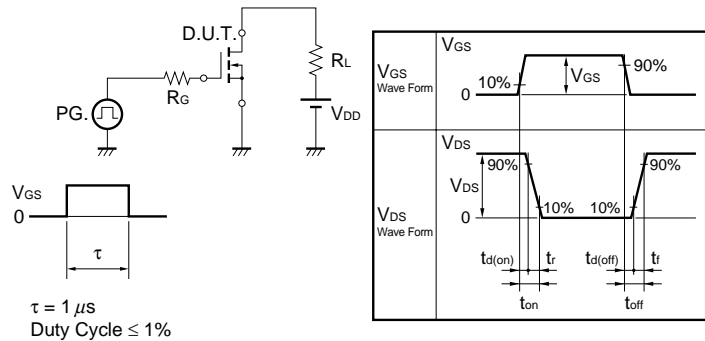 D.U.T.
RL
RG
PG.
VDD
VGS
0
τ
τ = 1 μs
Duty Cycle ≤ 1%
VGS
Wave Form
VGS
10%
90%
VGS
0
VDS
Wave Form
VDS
90%
90%
VDS
10%
10%
0
td(on)
tr
td(off)
tf
ton
toff